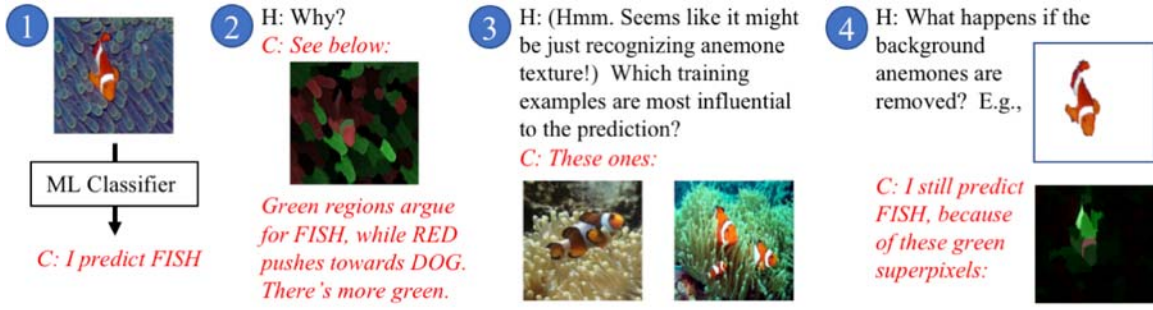 1
ML Classifier
C: I predict FISH
2
H: Why?
C: See below:
Green regions argue
for FISH, while RED
pushes towards DOG.
There's more green.
3
H: (Hmm. Seems like it might
be just recognizing anemone
texture!) Which training
examples are most influential
to the prediction?
C: These ones:
4
H: What happens if the
background
anemones are
removed? E.g.,
C: I still predict
FISH, because
of these green
superpixels: